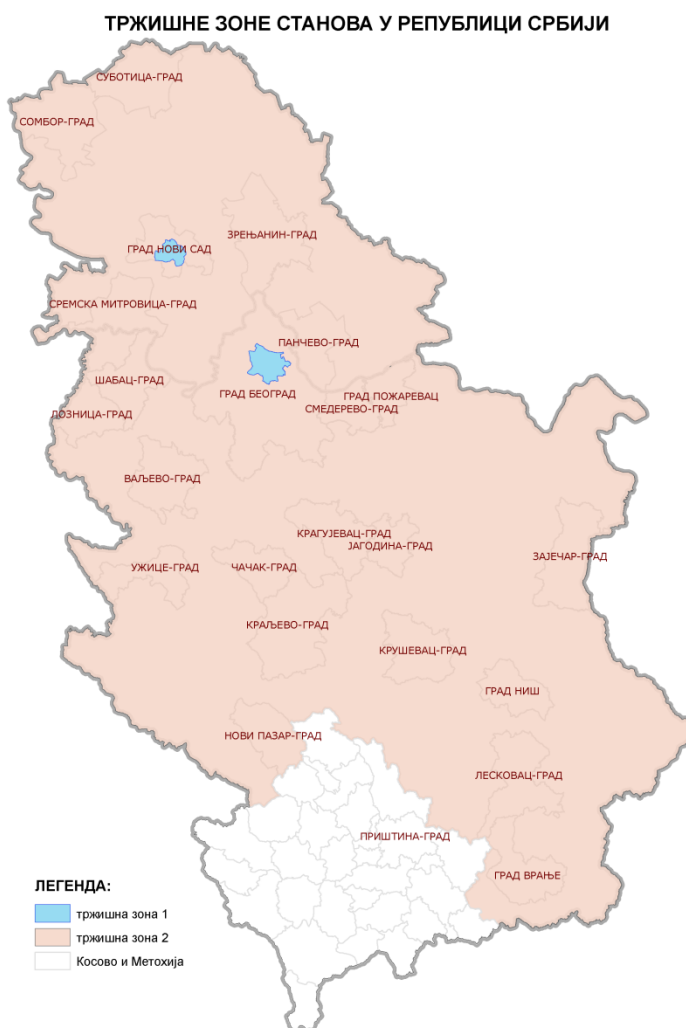 ТРЖИШНЕ ЗОНЕ СТАНОВА У РЕПУБЛИЦИ СРБИЈИ
СУБОТИЦА-ГРАД
СОМБОР-ГРАД
ЗРЕЊАНИН-ГРАД
ГРАД НОВИ САД
СРЕМСКА МИТРОВИЦА-ГРАД
ПАНЧЕВО-ГРАД
ШАБАЦ-ГРАД
ГРАД БЕОГРАД
ГРАД ПОЖАРЕВАЦ
СМЕДЕРЕВО-ГРАД
ЛОЗНИЦА-ГРАД
ВАЉЕВО-ГРАД
КРАГУЈЕВАЦ-ГРАД
ЈАГОДИНА-ГРАД
ЗАЈЕЧАР-ГРАД
УЖИЦЕ-ГРАД
ЧАЧАК-ГРАД
КРАЉЕВО-ГРАД
КРУШЕВАЦ-ГРАД
ГРАД НИШ
НОВИ ПАЗАР-ГРАД
ЛЕСКОВАЦ-ГРАД
ПРИШТИНА-ГРАД
ГРАД ВРАЊЕ
ЛЕГЕНДА:
тржишна зона 1
тржишна зона 2
Косово и Метохија